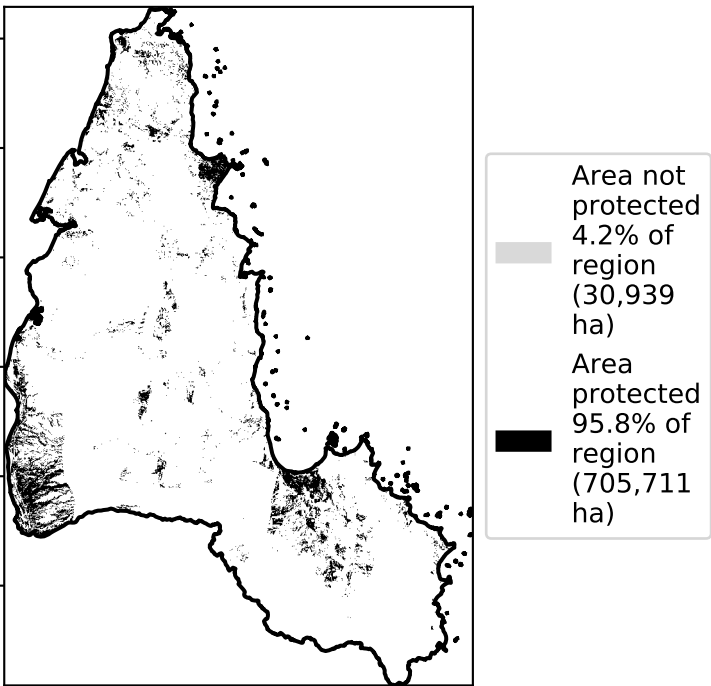 Area not
protected
4.2% of
region
(30,939
ha)
Area
protected
95.8% of
region
(705,711
ha)